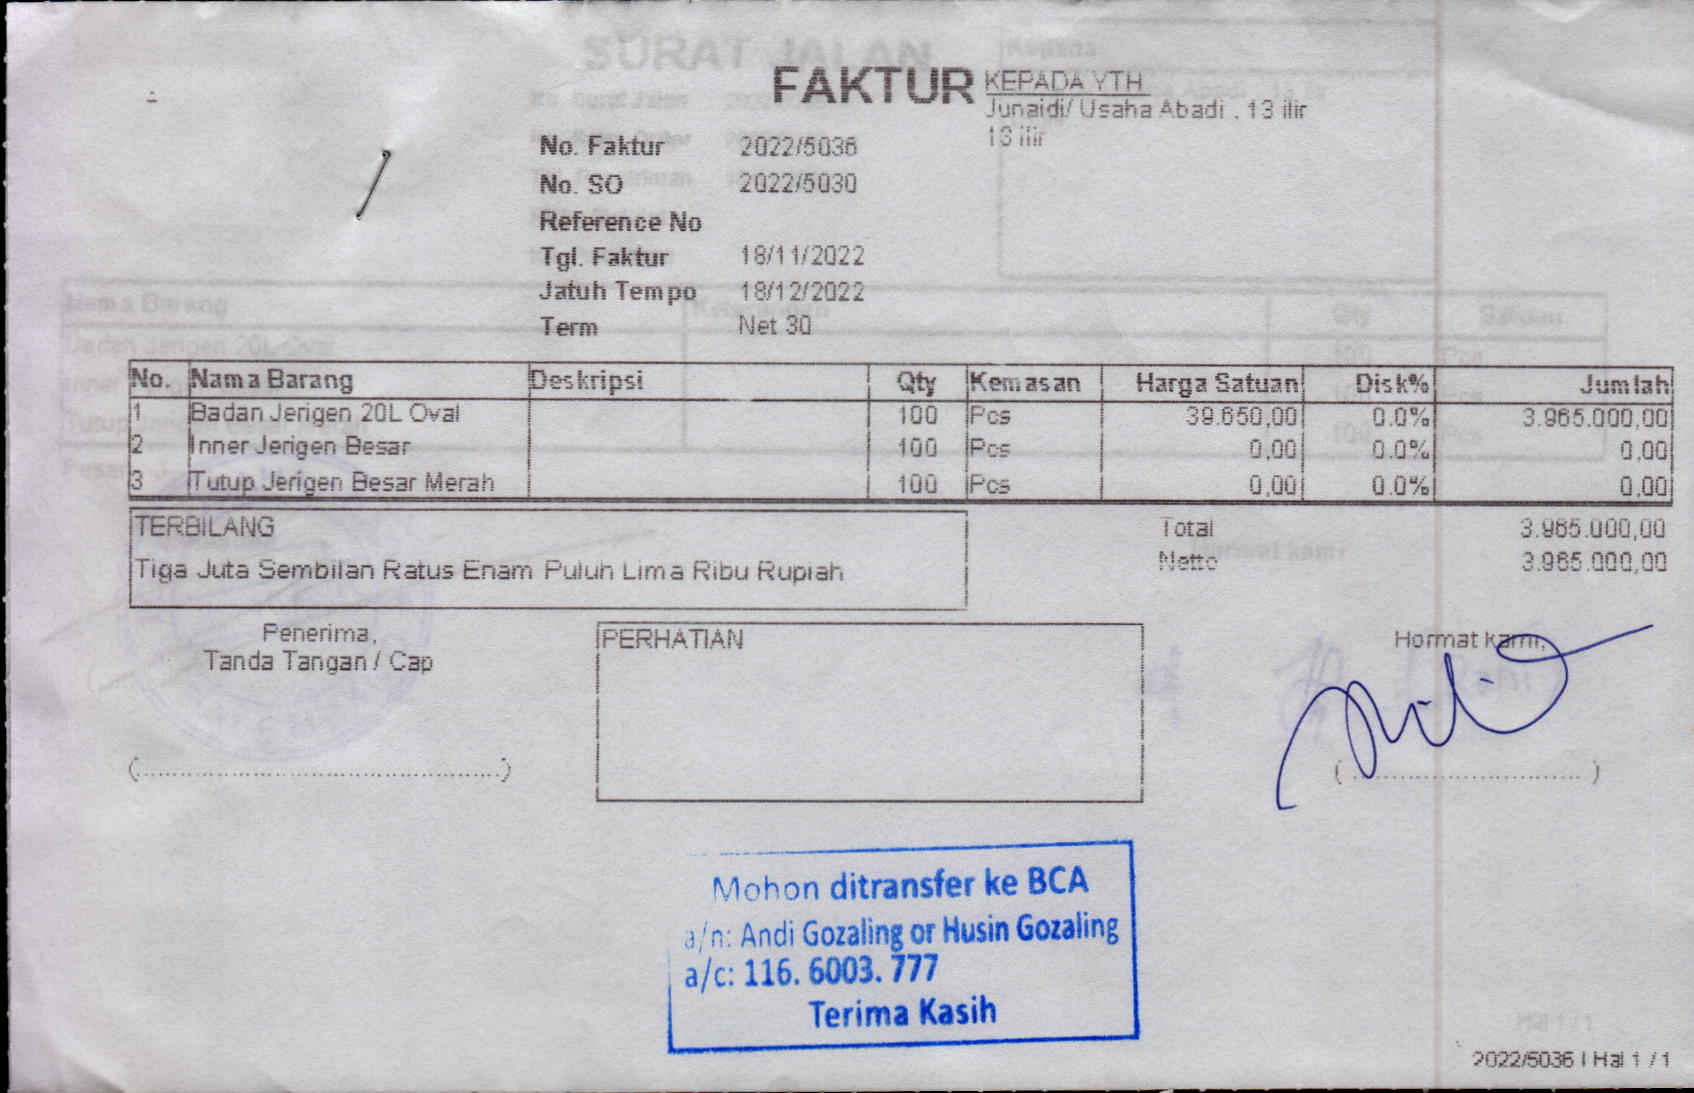 FAKTUR
KEPADA YTH
Junaidi/ Usaha Abadi . 13 ilir
13 ilir
No. Faktur 2022/5036
No. SO 2022/5030
Reference No
Tgl. Faktur 18/11/2022
Jatuh Tempo 18/12/2022
Term Net 30
No. Nama Barang Deskripsi Qty Kemasan Harga Satuan Disk% Jumlah
1 Badan Jerigen 20L Oval 100 Pcs 39.650,00 0.0% 3.965.000,00
2 Inner Jerigen Besar 100 Pcs 0,00 0.0% 0,00
3 Tutup Jerigen Besar Merah 100 Pcs 0,00 0.0% 0,00
TERBILANG
Tiga Juta Sembilan Ratus Enam Puluh Lima Ribu Rupiah
Total 3.965.000,00
Netto 3.965.000,00
Penerima,
Tanda Tangan / Cap
PERHATIAN
Hormat kami,
Mohon ditransfer ke BCA
a/n: Andi Gozaling or Husin Gozaling
a/c: 116. 6003. 777
Terima Kasih
2022/5036 | Hal 1 / 1